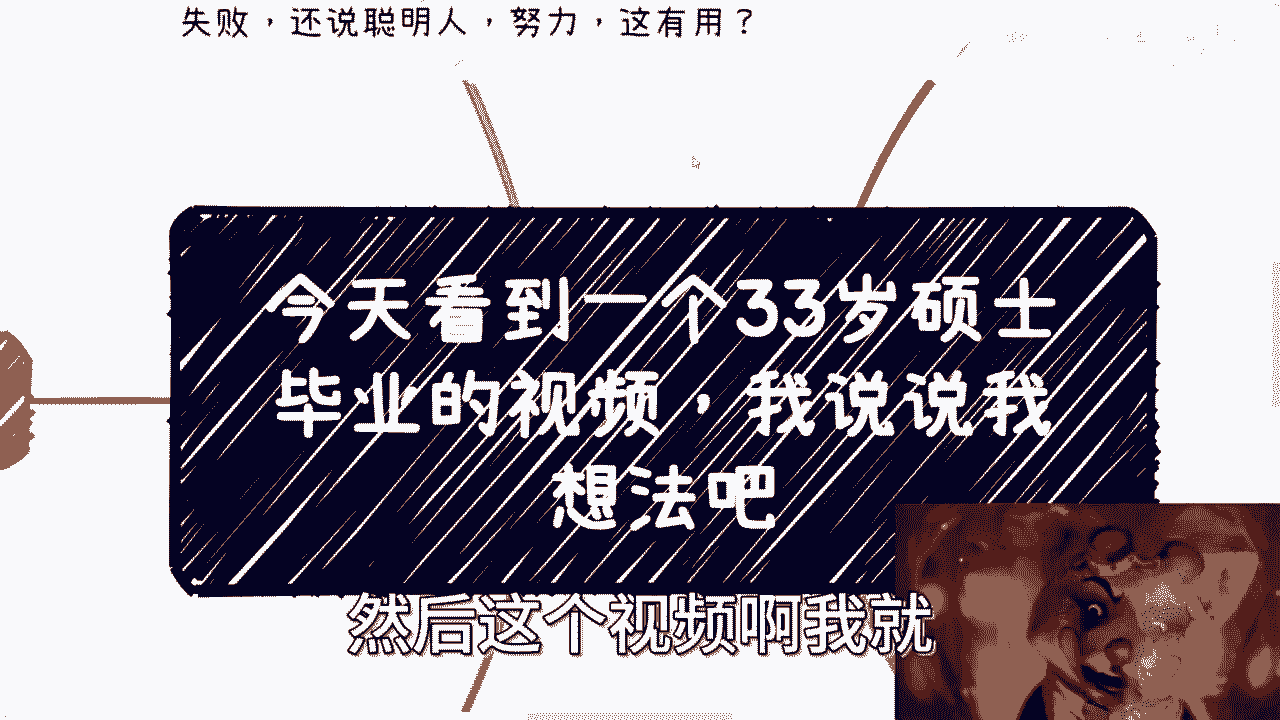 失败，还说聪明人，努力，这有用？
今天看到一个33岁硕士
毕业的视频，我说说我
想法吧
然后这个视频啊我就